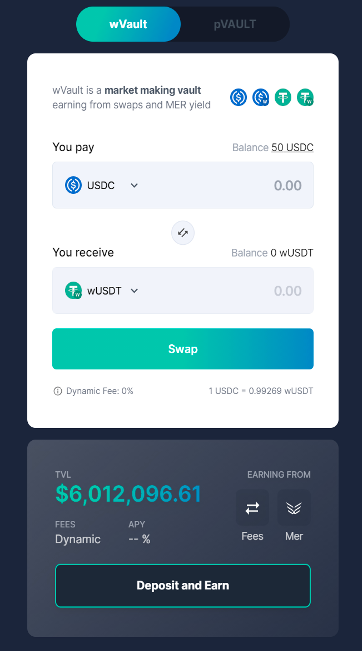 wVault
pVAULT
wVault is a market making vault
earning from swaps and MER yield
You pay
Balance 50 USDC
USDC
0.00
You receive
Balance 0 wUSDT
wUSDT
0.00
Swap
Dynamic Fee: 0%
1 USDC = 0.99269 wUSDT
TVL
EARNING FROM
$6,012,096.61
FEES
APY
Dynamic
-- %
Fees
Mer
Deposit and Earn